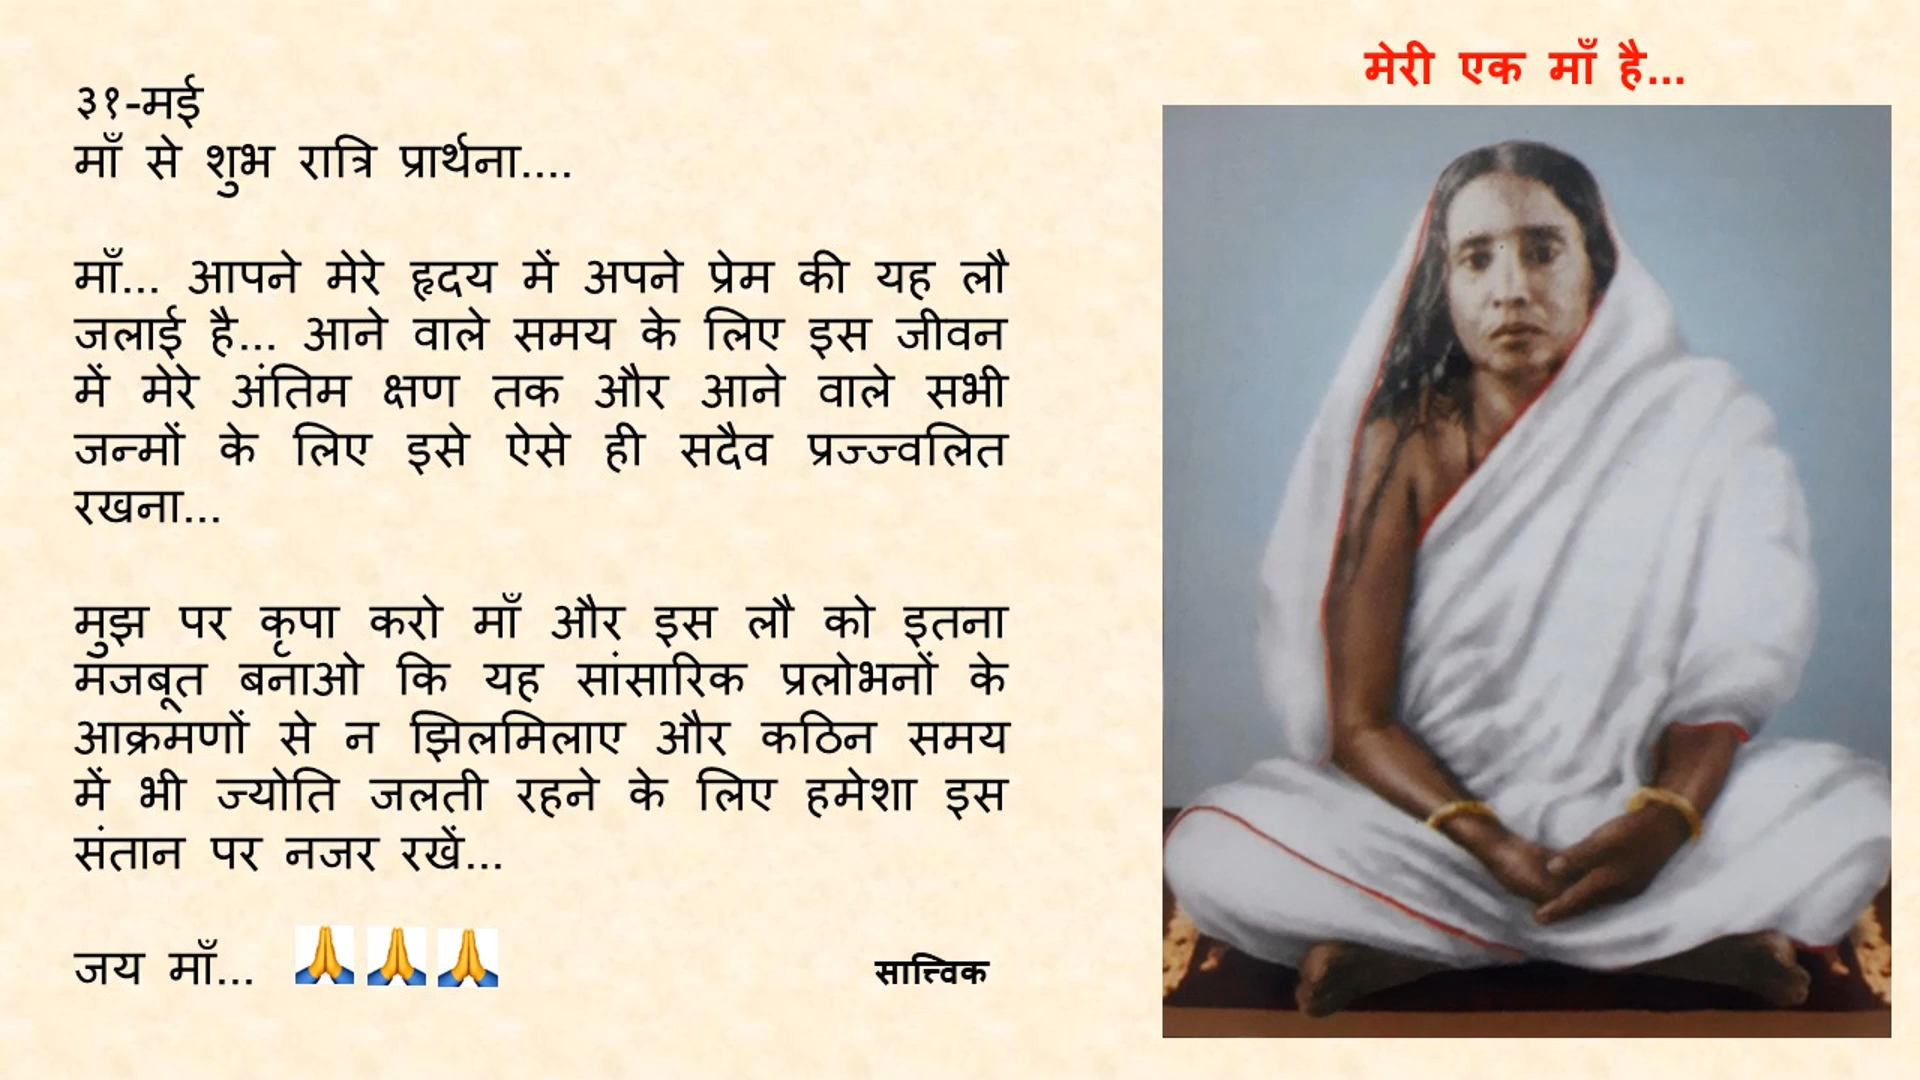 मेरी एक माँ है...
३१-मई
माँ से शुभ रात्रि प्रार्थना....
माँ... आपने मेरे हृदय में अपने प्रेम की यह लौ
जलाई है... आने वाले समय के लिए इस जीवन
में मेरे अंतिम क्षण तक और आने वाले सभी
जन्मों के लिए इसे ऐसे ही सदैव प्रज्ज्वलित
रखना...
मुझ पर कृपा करो माँ और इस लौ को इतना
मजबूत बनाओ कि यह सांसारिक प्रलोभनों के
आक्रमणों से न झिलमिलाए और कठिन समय
में भी ज्योति जलती रहने के लिए हमेशा इस
संतान पर नजर रखें...
जय माँ... 🙏🙏🙏
सात्त्विक